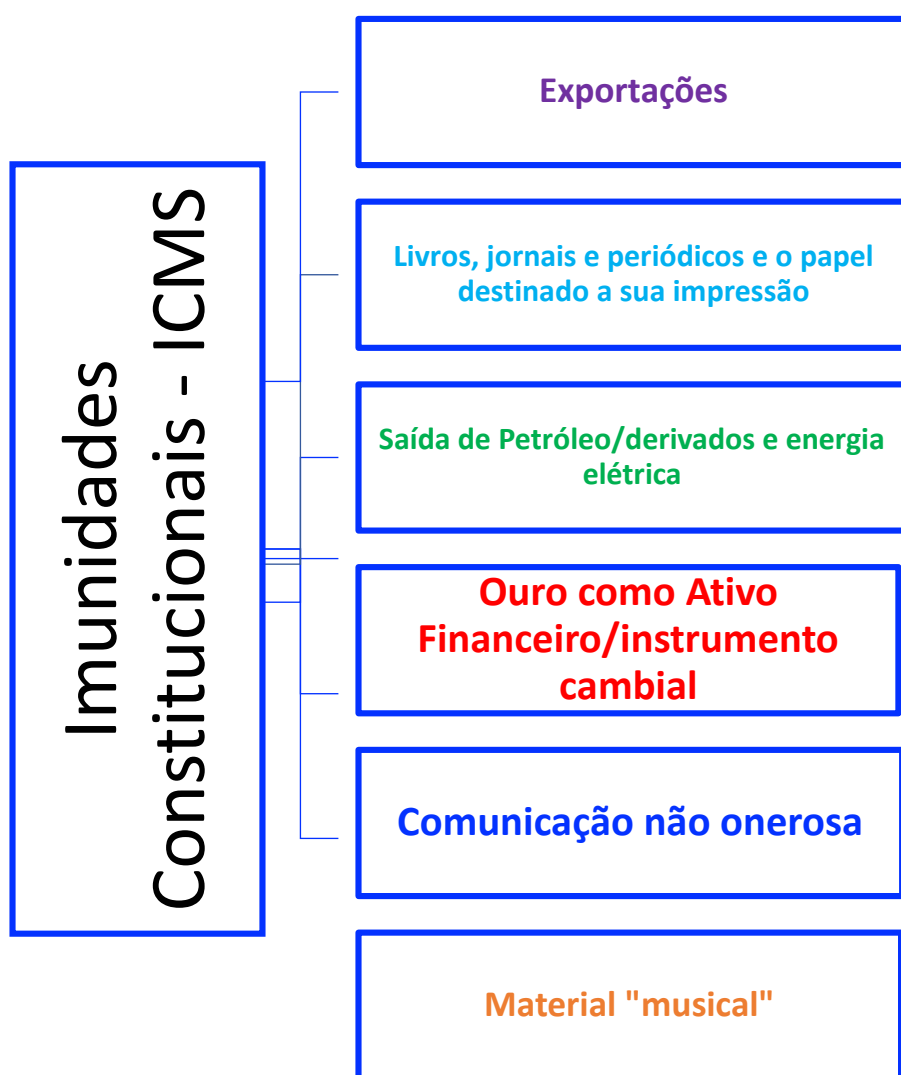 Imunidades
Constitucionais - ICMS
Exportações
Livros, jornais e periódicos e o papel
destinado a sua impressão
Saída de Petróleo/derivados e energia
elétrica
Ouro como Ativo
Financeiro/instrumento
cambial
Comunicação não onerosa
Material "musical"